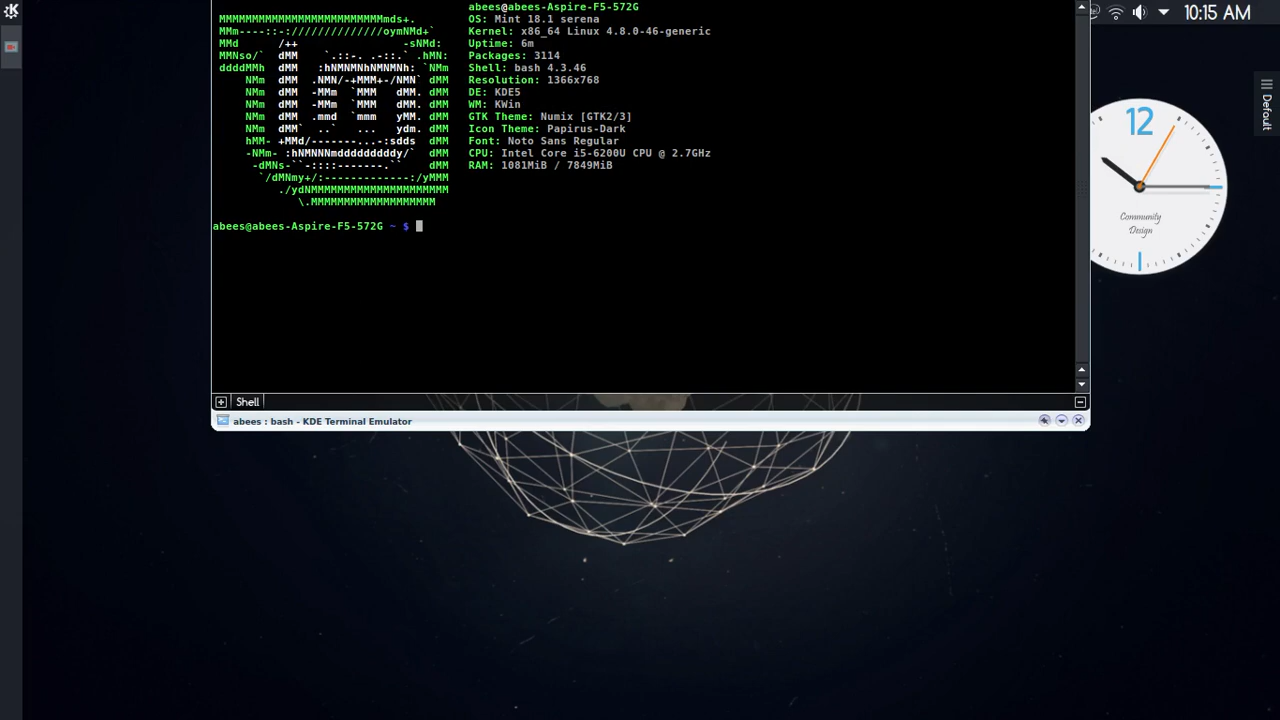 10:15 AM
abees@abees-Aspire-F5-572G
OS: Mint 18.1 serena
Kernel: x86_64 Linux 4.8.0-46-generic
Uptime: 6m
Packages: 3114
Shell: bash 4.3.46
Resolution: 1366x768
DE: KDE5
WM: KWin
GTK Theme: Numix [GTK2/3]
Icon Theme: Papirus-Dark
Font: Noto Sans Regular
CPU: Intel Core i5-6200U CPU @ 2.7GHz
RAM: 1081MiB / 7849MiB
abees@abees-Aspire-F5-572G ~ $
Shell
abees : bash - KDE Terminal Emulator
Default
12
Community
Design